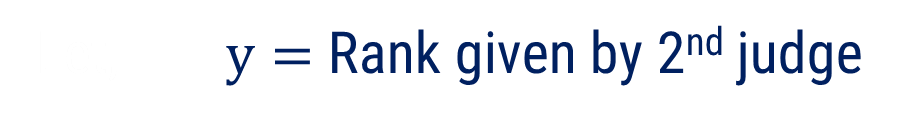 y = Rank given by 2nd judge